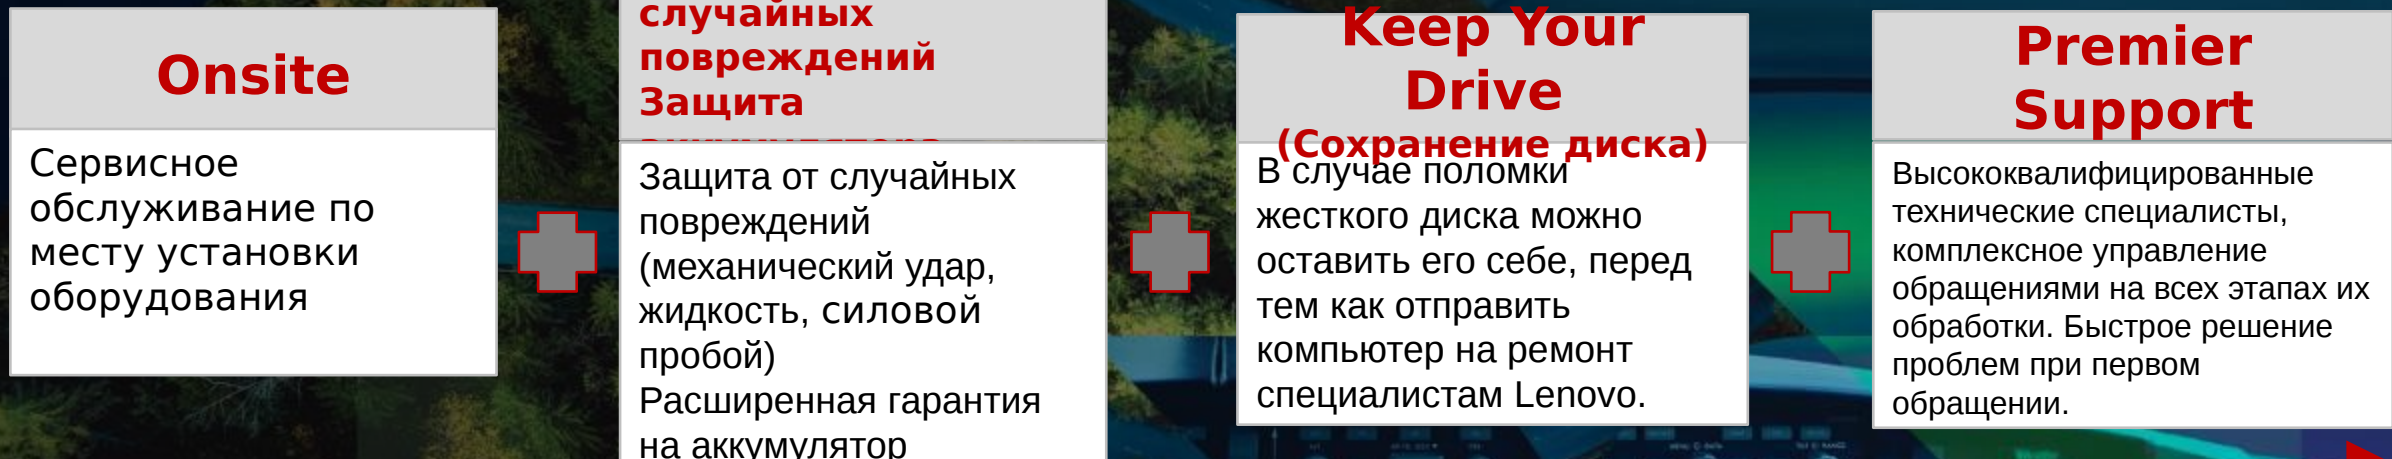 Onsite
Сервисное
обслуживание по
месту установки
оборудования
случайных
повреждений
Защита
аккумулятора
Защита от случайных
повреждений
(механический удар,
жидкость, силовой
пробой)
Расширенная гарантия
на аккумулятор
Keep Your
Drive
(Сохранение диска)
В случае поломки
жесткого диска можно
оставить его себе, перед
тем как отправить
компьютер на ремонт
специалистам Lenovo.
Premier
Support
Высококвалифицированные
технические специалисты,
комплексное управление
обращениями на всех этапах их
обработки. Быстрое решение
проблем при первом
обращении.